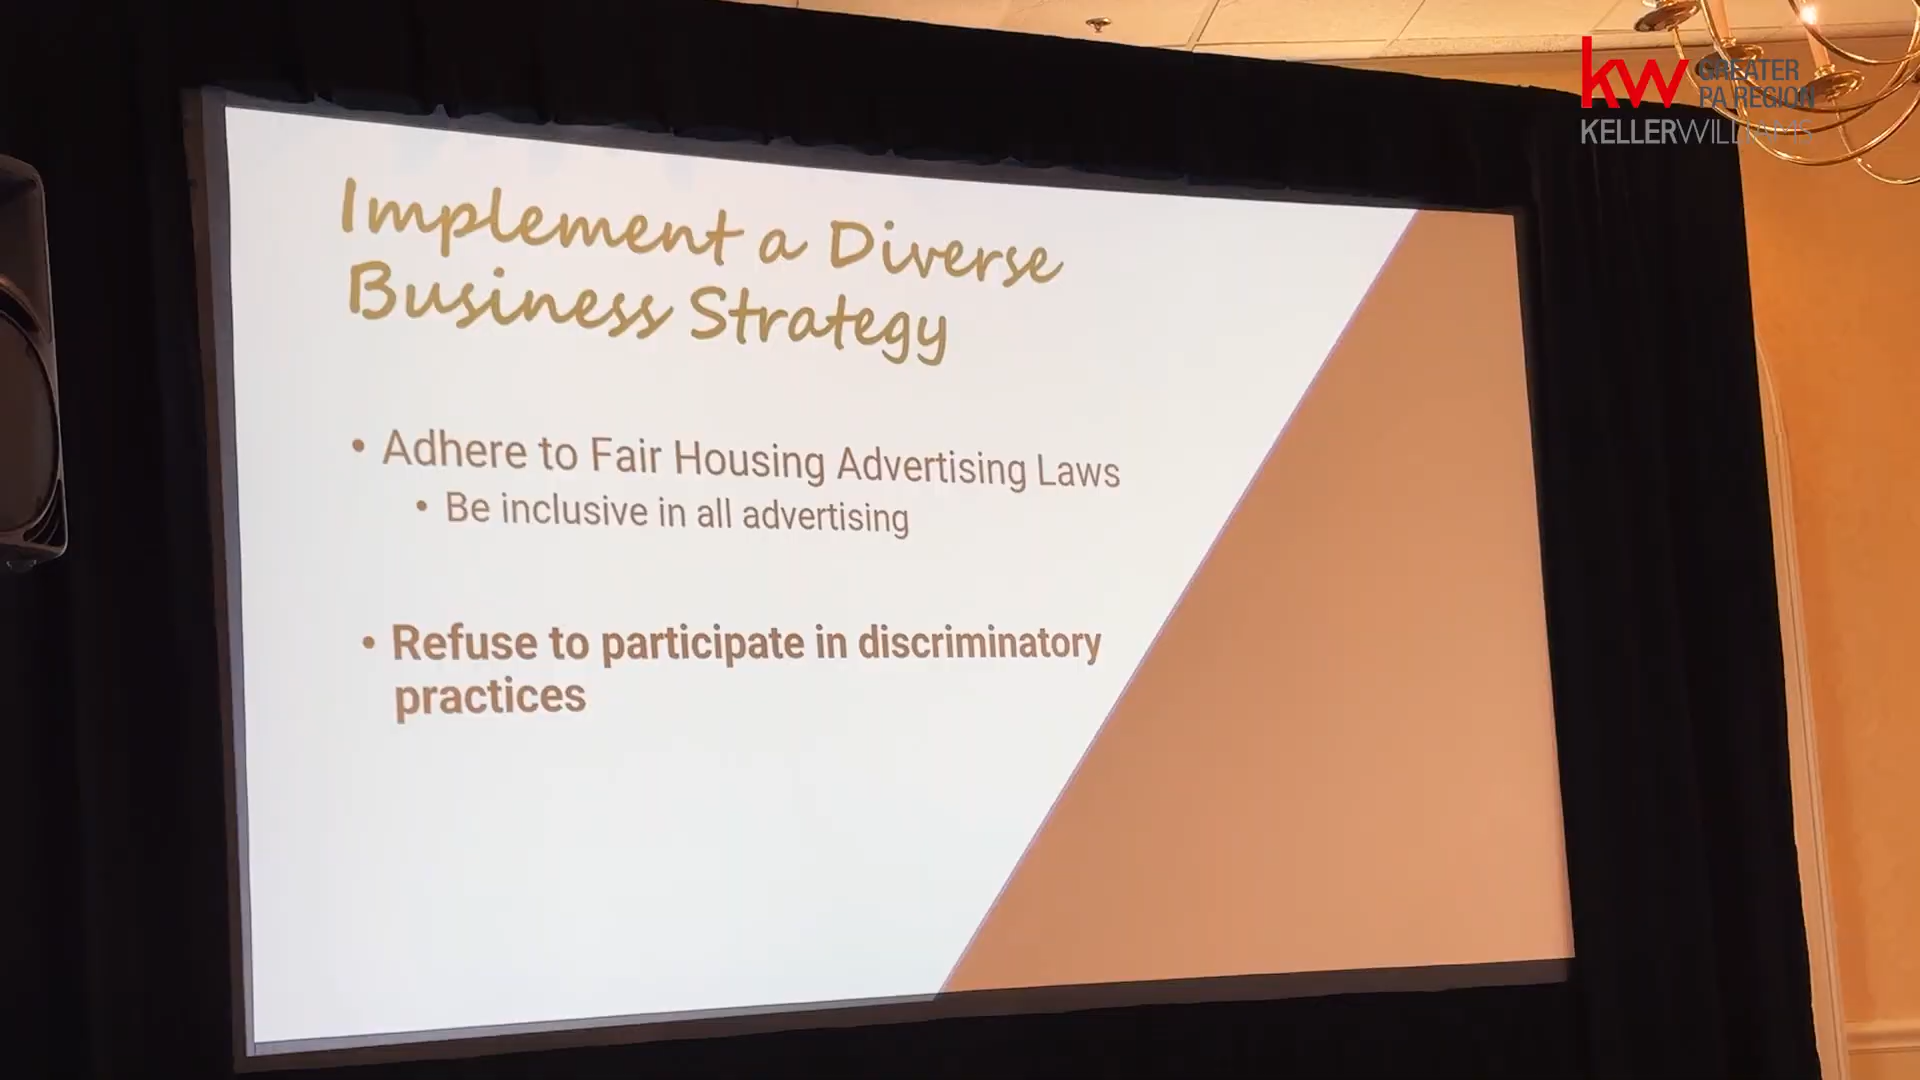 kw GREATER
PA REGION
KELLERWILLIAMS
Implement a Diverse
Business Strategy
• Adhere to Fair Housing Advertising Laws
• Be inclusive in all advertising
• Refuse to participate in discriminatory
practices